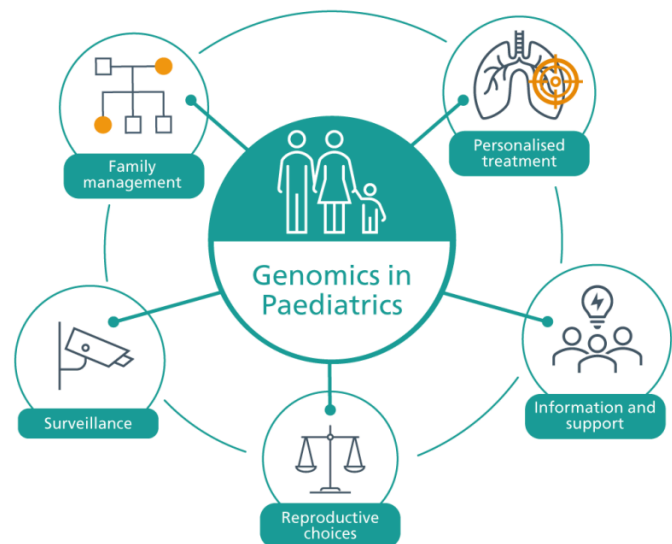 Family
management
Personalised
treatment
Genomics in
Paediatrics
Surveillance
Information and
support
Reproductive
choices